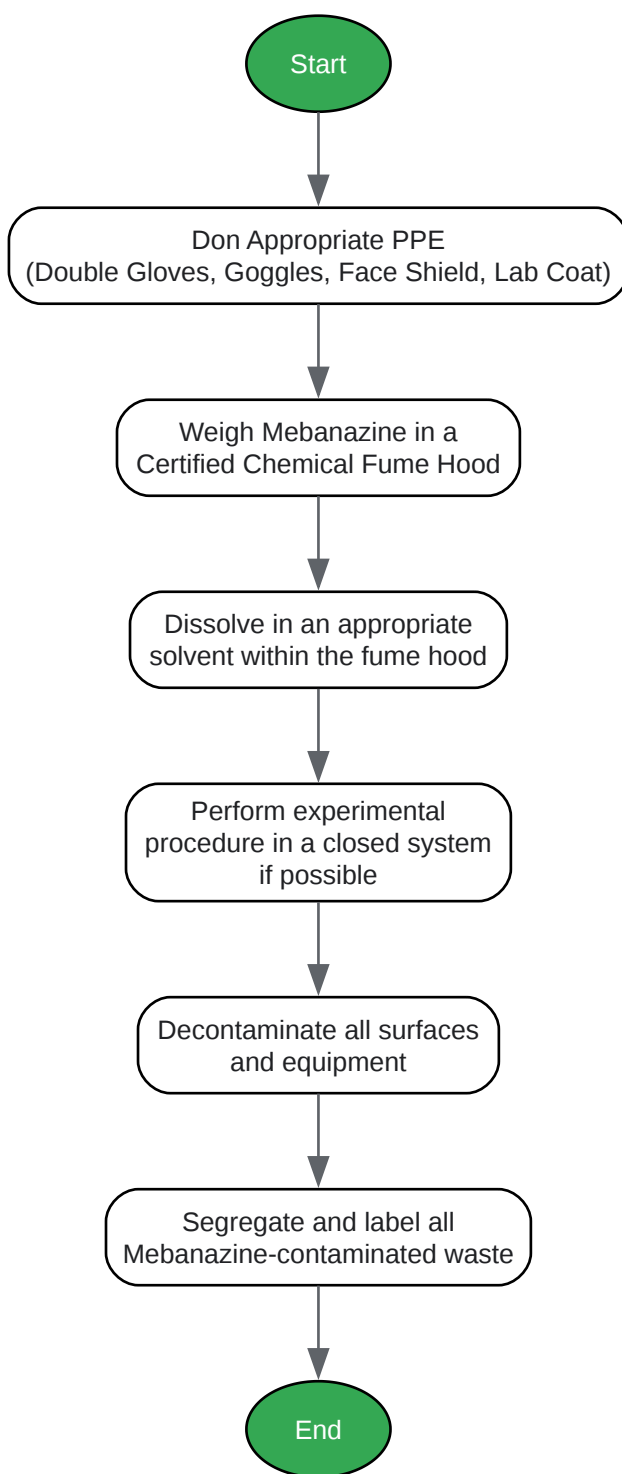 Start
Don Appropriate PPE
(Double Gloves, Goggles, Face Shield, Lab Coat)
Weigh Mebanazine in a
Certified Chemical Fume Hood
Dissolve in an appropriate
solvent within the fume hood
Perform experimental
procedure in a closed system
if possible
Decontaminate all surfaces
and equipment
Segregate and label all
Mebanazine-contaminated waste
End